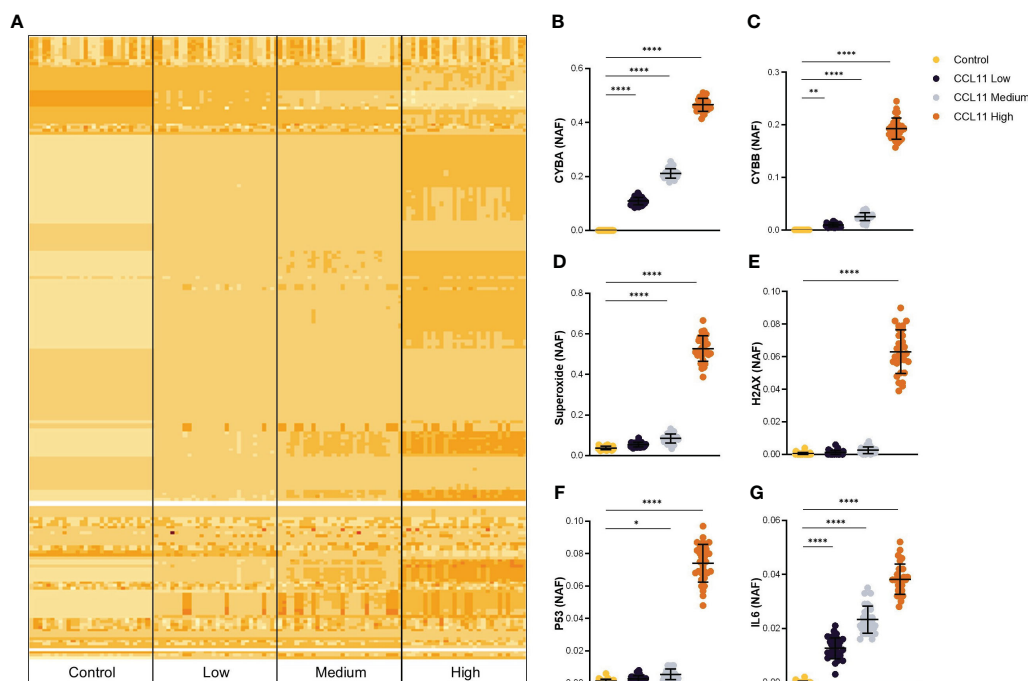 A
Control
Low
Medium
High
B
****
****
****
0.6
0.4
0.2
0.0
CYBA (NAF)
C
****
****
**
0.3
0.2
0.1
0.0
CYBB (NAF)
Control
CCL11 Low
CCL11 Medium
CCL11 High
D
****
****
0.8
0.6
0.4
0.2
0.0
Superoxide (NAF)
E
****
0.10
0.08
0.06
0.04
0.02
0.00
H2AX (NAF)
F
****
*
0.10
0.08
0.06
0.04
0.02
0.00
P53 (NAF)
G
****
****
****
0.06
0.04
0.02
0.00
IL6 (NAF)